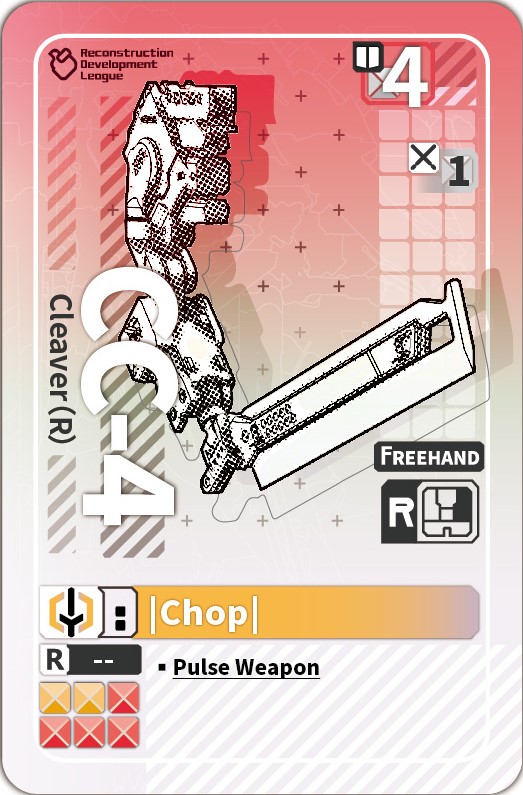 Reconstruction
Development
League
4
1
Cleaver (R)
CC-4
FREEHAND
R
|Chop|
R --
▪ Pulse Weapon